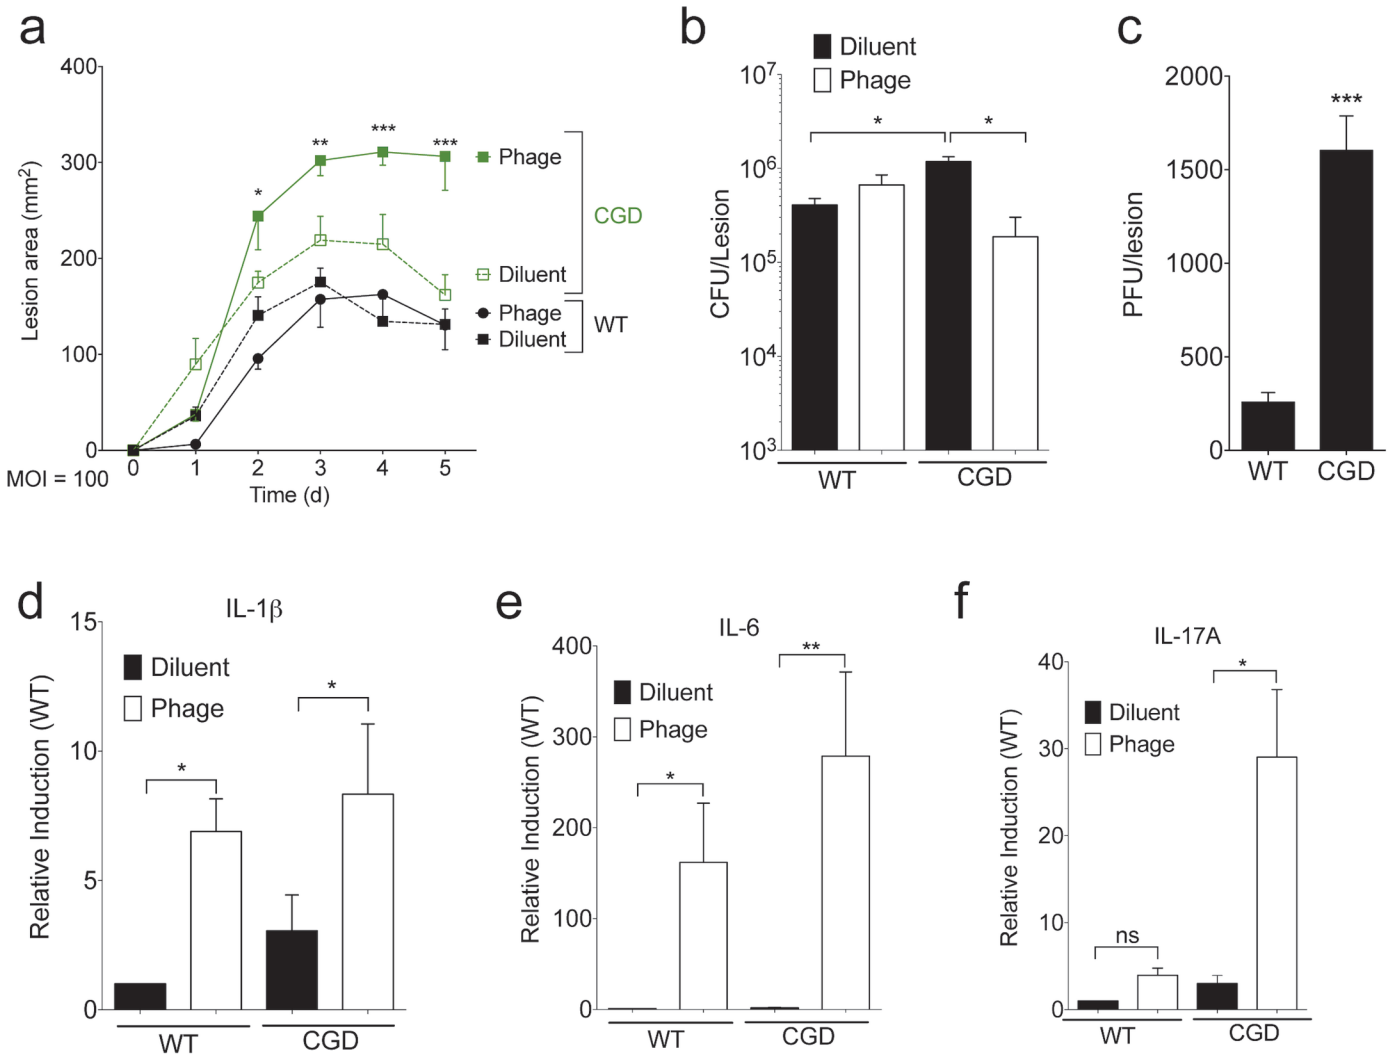 a
400
300
200
100
0
Lesion area (mm²)
*
**
***
***
Phage
Diluent
CGD
Phage
Diluent
WT
0 1 2 3 4 5
MOI = 100
Time (d)
b
Diluent
Phage
10⁷
10⁶
10⁵
10⁴
10³
CFU/Lesion
* *
WT CGD
c
2000
1500
1000
500
0
PFU/lesion
***
WT CGD
d
IL-1β
15
10
5
0
Relative Induction (WT)
Diluent
Phage
*
*
WT CGD
e
IL-6
400
300
200
100
0
Relative Induction (WT)
Diluent
Phage
**
*
WT CGD
f
IL-17A
40
30
20
10
0
Relative Induction (WT)
Diluent
Phage
*
ns
WT CGD